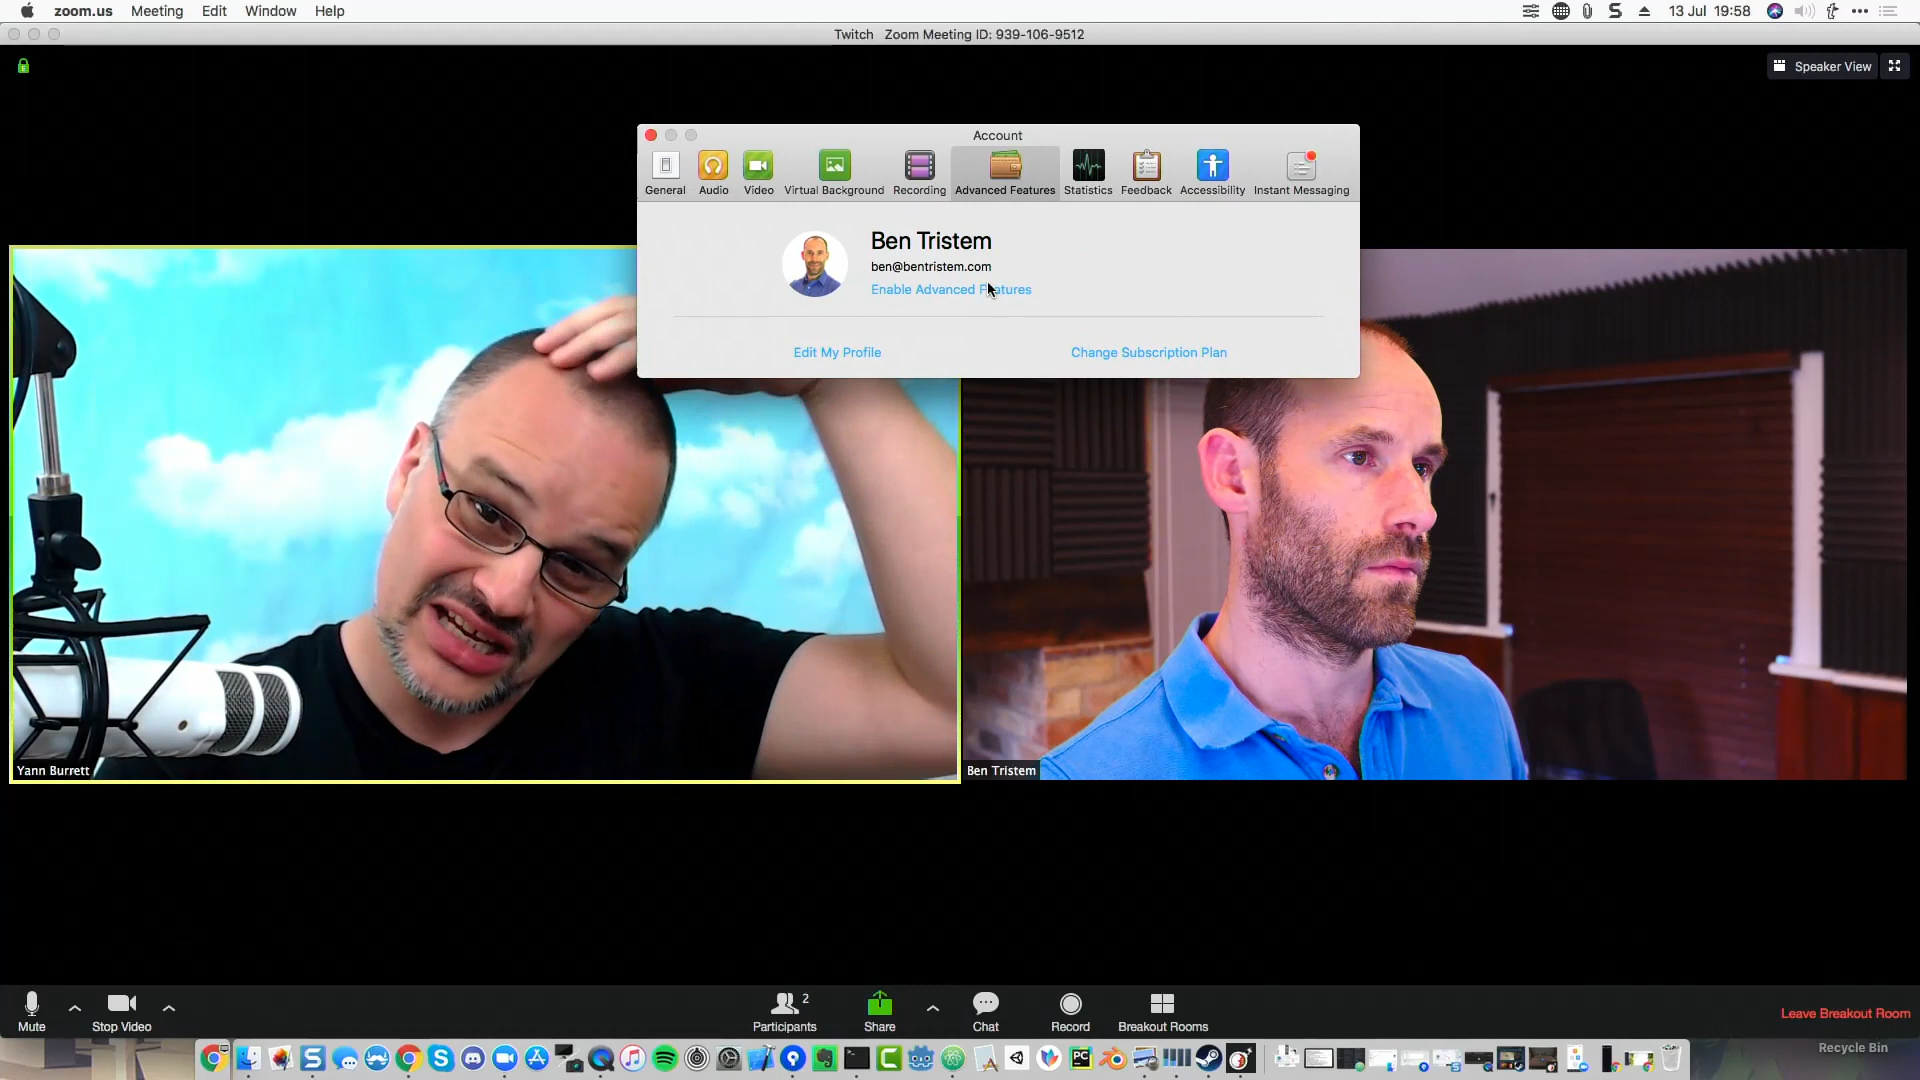 zoom.us Meeting Edit Window Help
13 Jul 19:58
Twitch Zoom Meeting ID: 939-106-9512
Speaker View
Account
General Audio Video Virtual Background Recording Advanced Features Statistics Feedback Accessibility Instant Messaging
Ben Tristem
ben@bentristem.com
Enable Advanced Features
Edit My Profile Change Subscription Plan
Yann Burrett
Ben Tristem
2
Mute Stop Video Participants Share Chat Record Breakout Rooms
Leave Breakout Room
Recycle Bin
PC